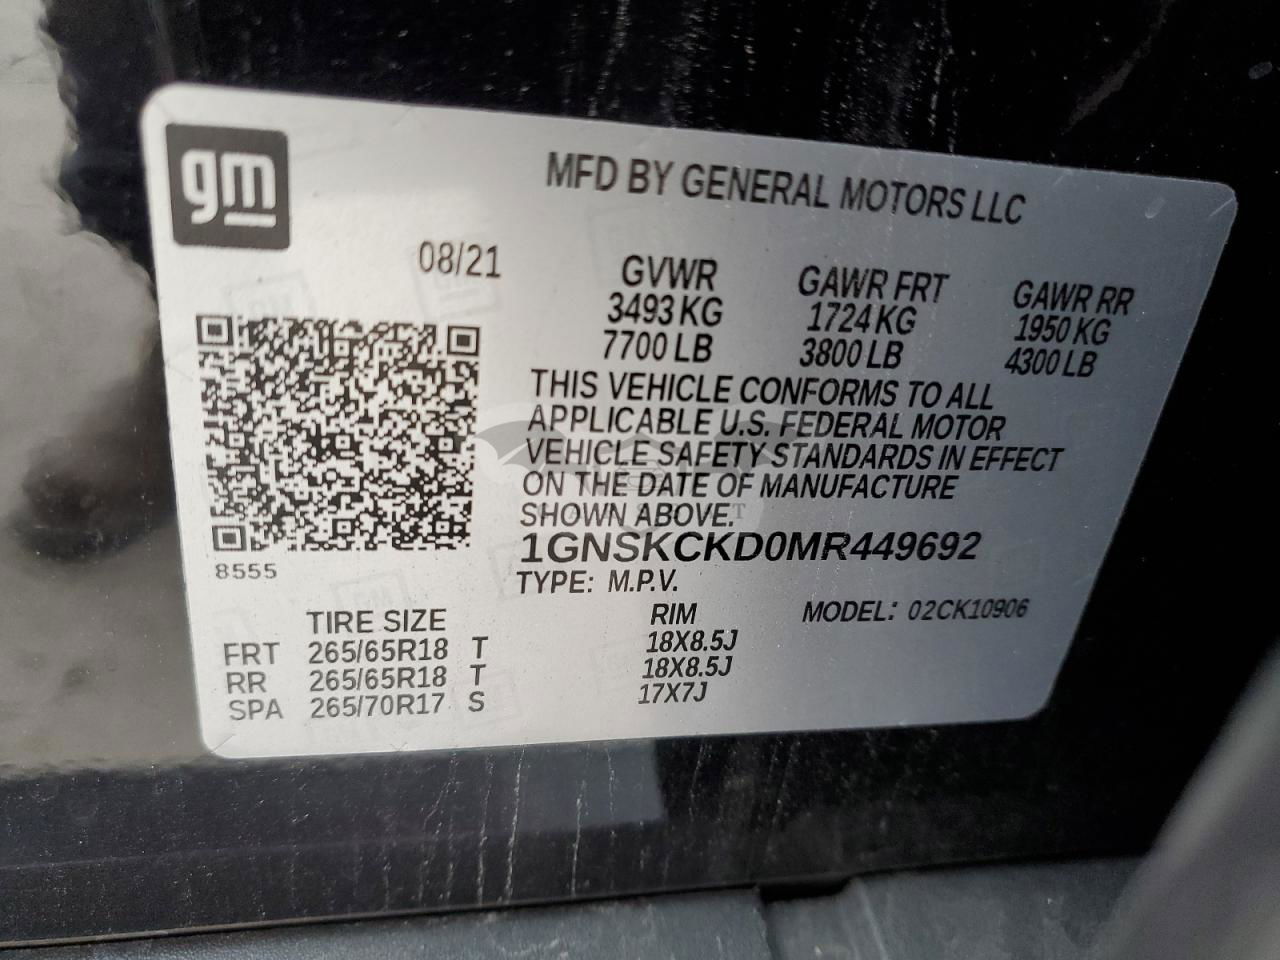 gm
MFD BY GENERAL MOTORS LLC
08/21
GVWR GAWR FRT GAWR RR
3493 KG 1724 KG 1950 KG
7700 LB 3800 LB 4300 LB
THIS VEHICLE CONFORMS TO ALL
APPLICABLE U.S. FEDERAL MOTOR
VEHICLE SAFETY STANDARDS IN EFFECT
ON THE DATE OF MANUFACTURE
SHOWN ABOVE.
1GNSKCKD0MR449692
8555
TYPE: M.P.V.
TIRE SIZE RIM MODEL: 02CK10906
FRT 265/65R18 T 18X8.5J
RR 265/65R18 T 18X8.5J
SPA 265/70R17 S 17X7J